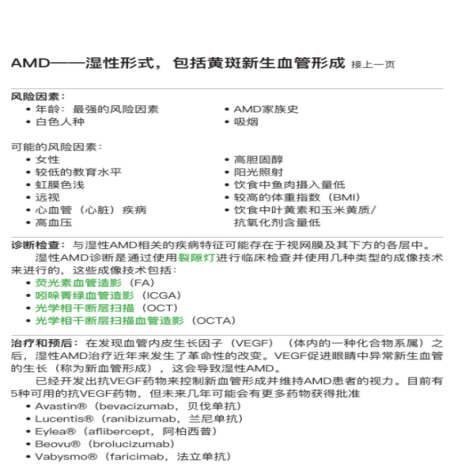 AMD——湿性形式，包括黄斑新生血管形成 接上一页
风险因素：
• 年龄：最强的风险因素
• 白色人种
• AMD家族史
• 吸烟
可能的风险因素：
• 女性
• 较低的教育水平
• 虹膜色浅
• 远视
• 心血管（心脏）疾病
• 高血压
• 高胆固醇
• 阳光照射
• 饮食中鱼肉摄入量低
• 较高的体重指数（BMI）
• 饮食中叶黄素和玉米黄质/
抗氧化剂含量低
诊断检查：与湿性AMD相关的疾病特征可能存在于视网膜及其下方的各层中。
湿性AMD诊断是通过使用裂隙灯进行临床检查并使用几种类型的成像技术
来进行的，这些成像技术包括：
• 荧光素血管造影（FA）
• 吲哚菁绿血管造影（ICGA）
• 光学相干断层扫描（OCT）
• 光学相干断层扫描血管造影（OCTA）
治疗和预后：在发现血管内皮生长因子（VEGF）（体内的一种化合物系属）之
后，湿性AMD治疗近年来发生了革命性的改变。VEGF促进眼睛中异常新生血管
的生长（称为新血管形成），这会导致湿性AMD。
已经开发出抗VEGF药物来控制新血管形成并维持AMD患者的视力。目前有
5种可用的抗VEGF药物，但未来几年可能会有更多药物获得批准
• Avastin®（bevacizumab，贝伐单抗）
• Lucentis®（ranibizumab，兰尼单抗）
• Eylea®（aflibercept，阿柏西普）
• Beovu®（brolucizumab）
• Vabysmo®（faricimab，法立单抗）